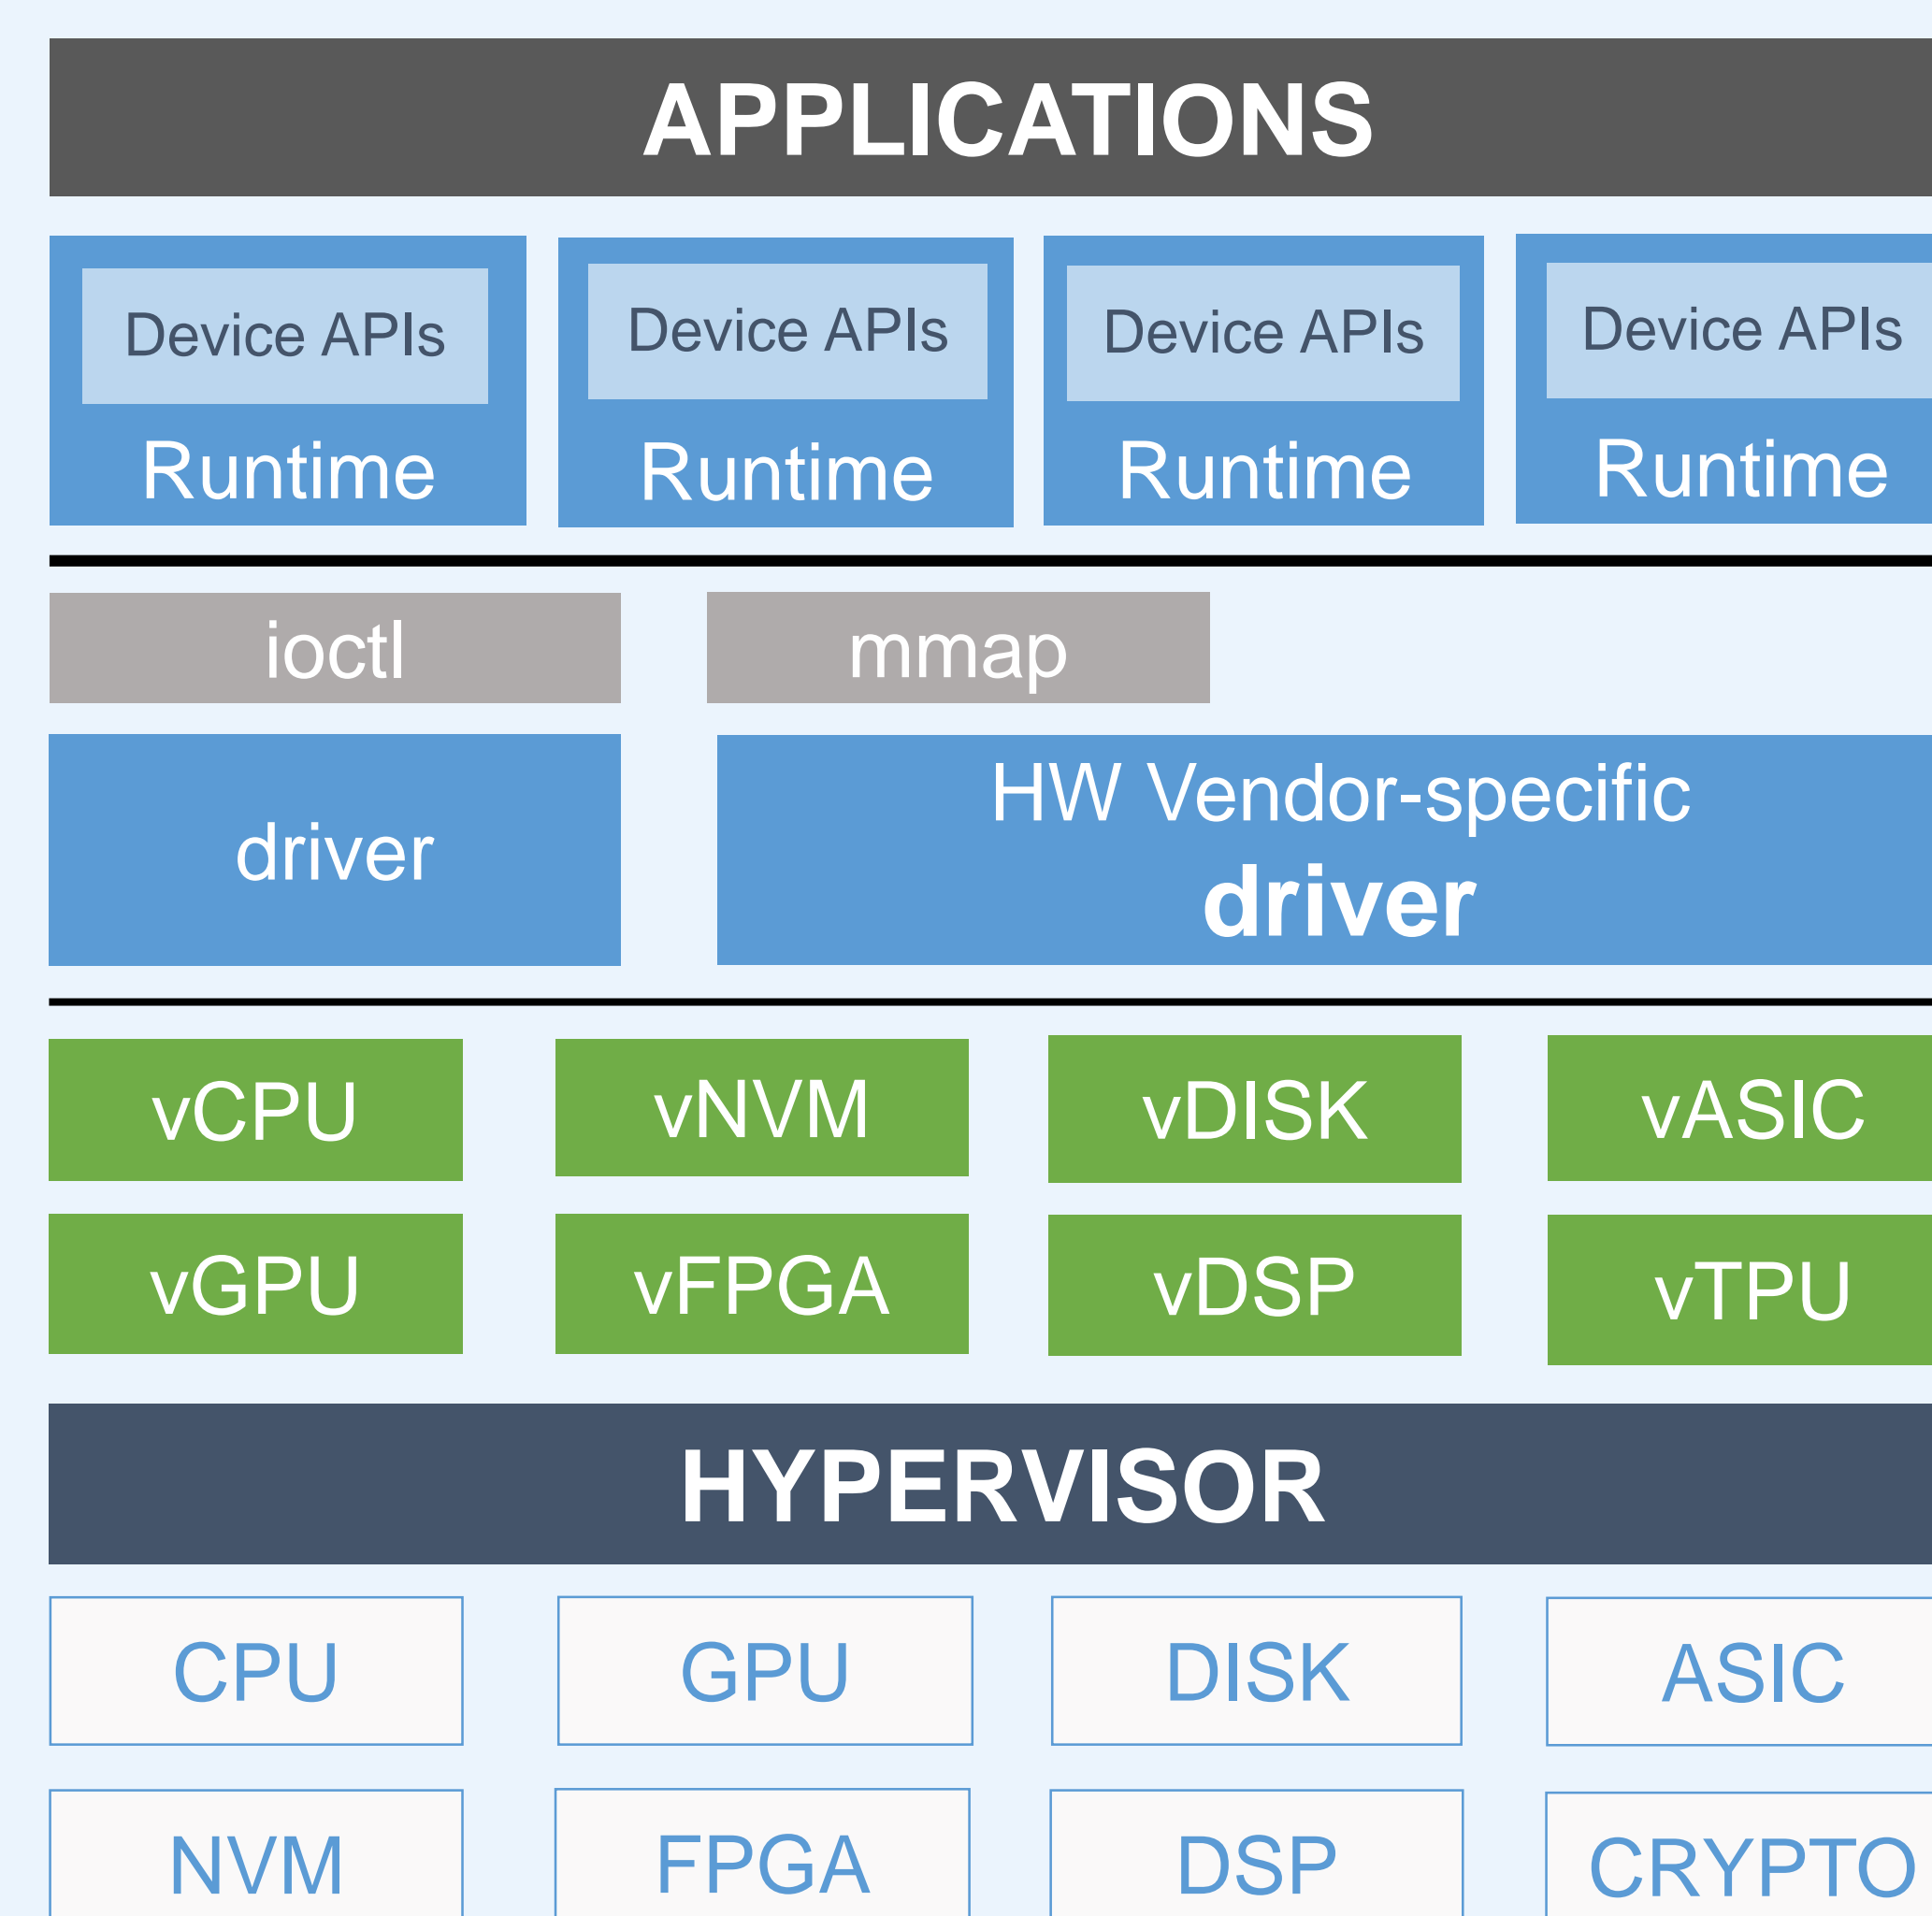 APPLICATIONS
Device APIs Device APIs Device APIs Device APIs
Runtime Runtime Runtime Runtime
ioctl mmap
HW Vendor-specific
driver driver
vCPU vNVM vDISK vASIC
vGPU vFPGA vDSP vTPU
HYPERVISOR
CPU GPU DISK ASIC
NVM FPGA DSP CRYPTO